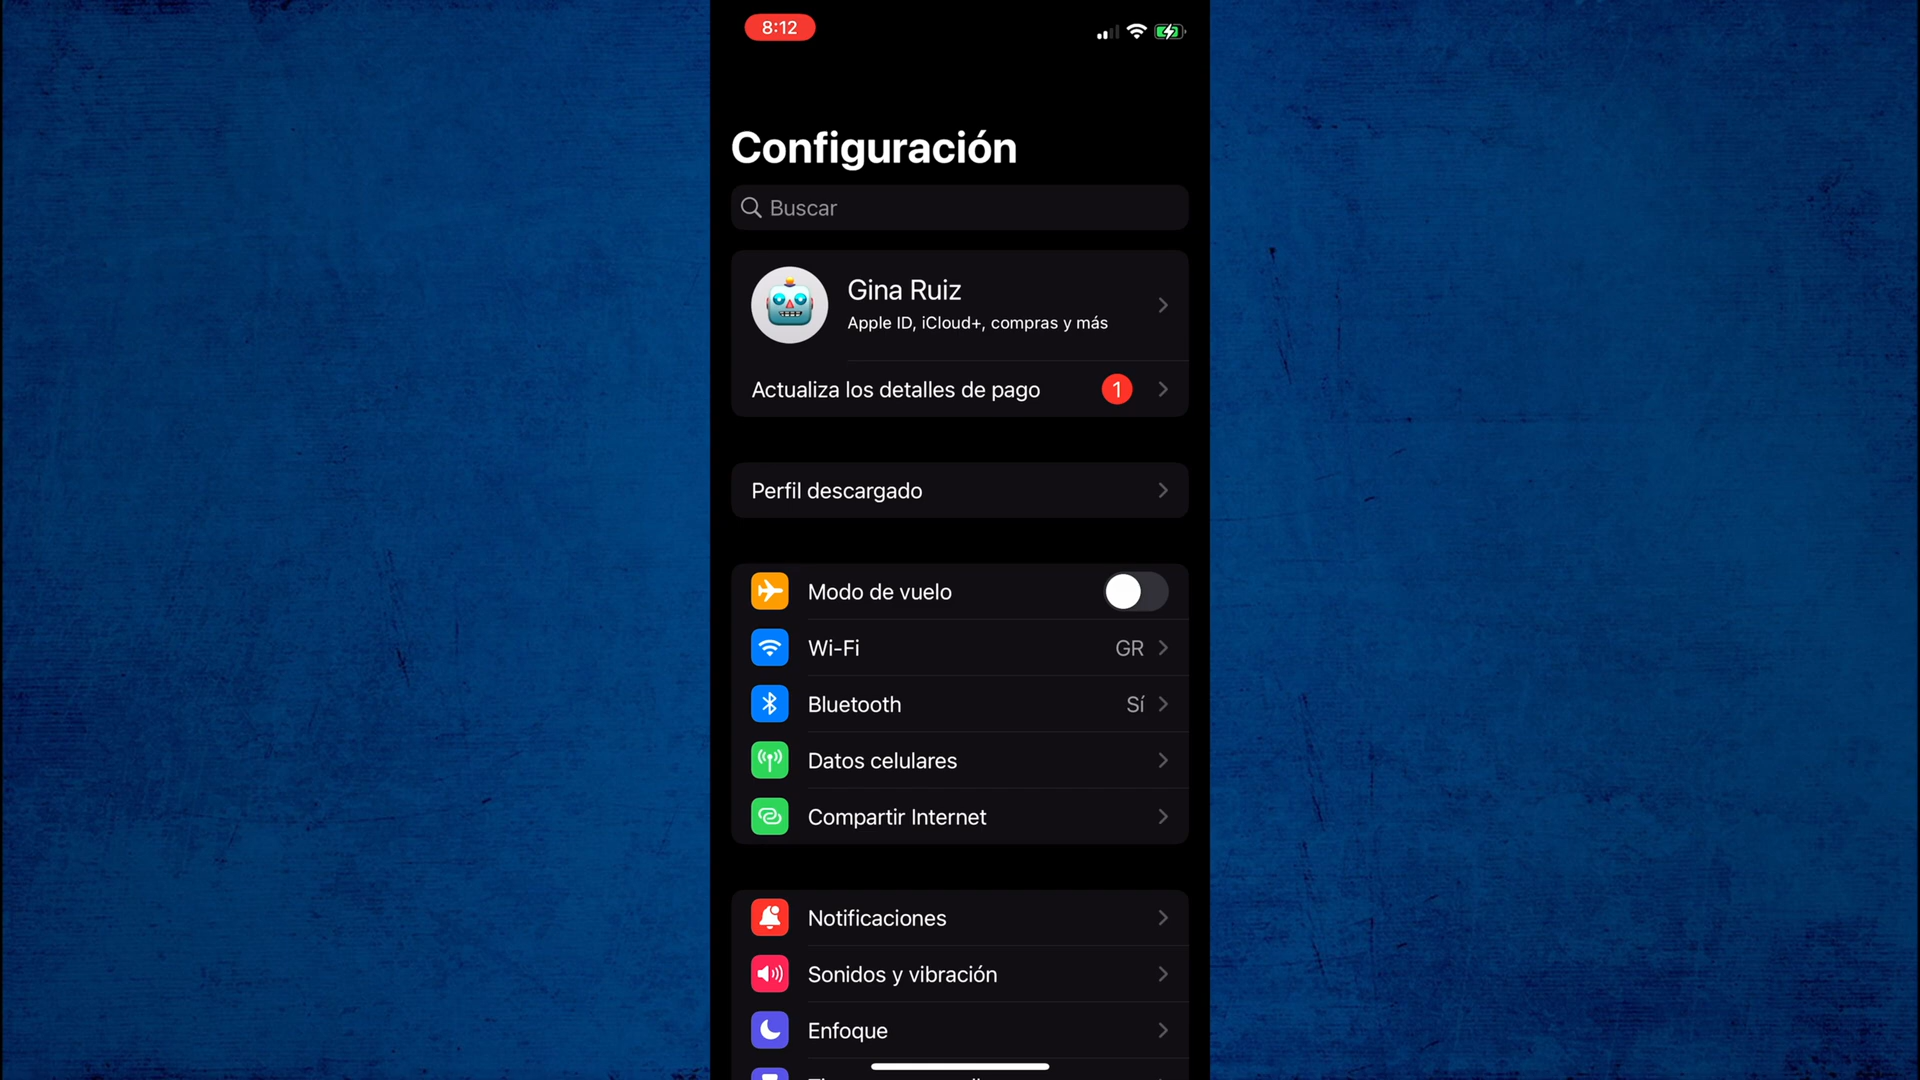 8:12
Configuración
Buscar
Gina Ruiz
Apple ID, iCloud+, compras y más
Actualiza los detalles de pago 1
Perfil descargado
Modo de vuelo
Wi-Fi GR
Bluetooth Sí
Datos celulares
Compartir Internet
Notificaciones
Sonidos y vibración
Enfoque